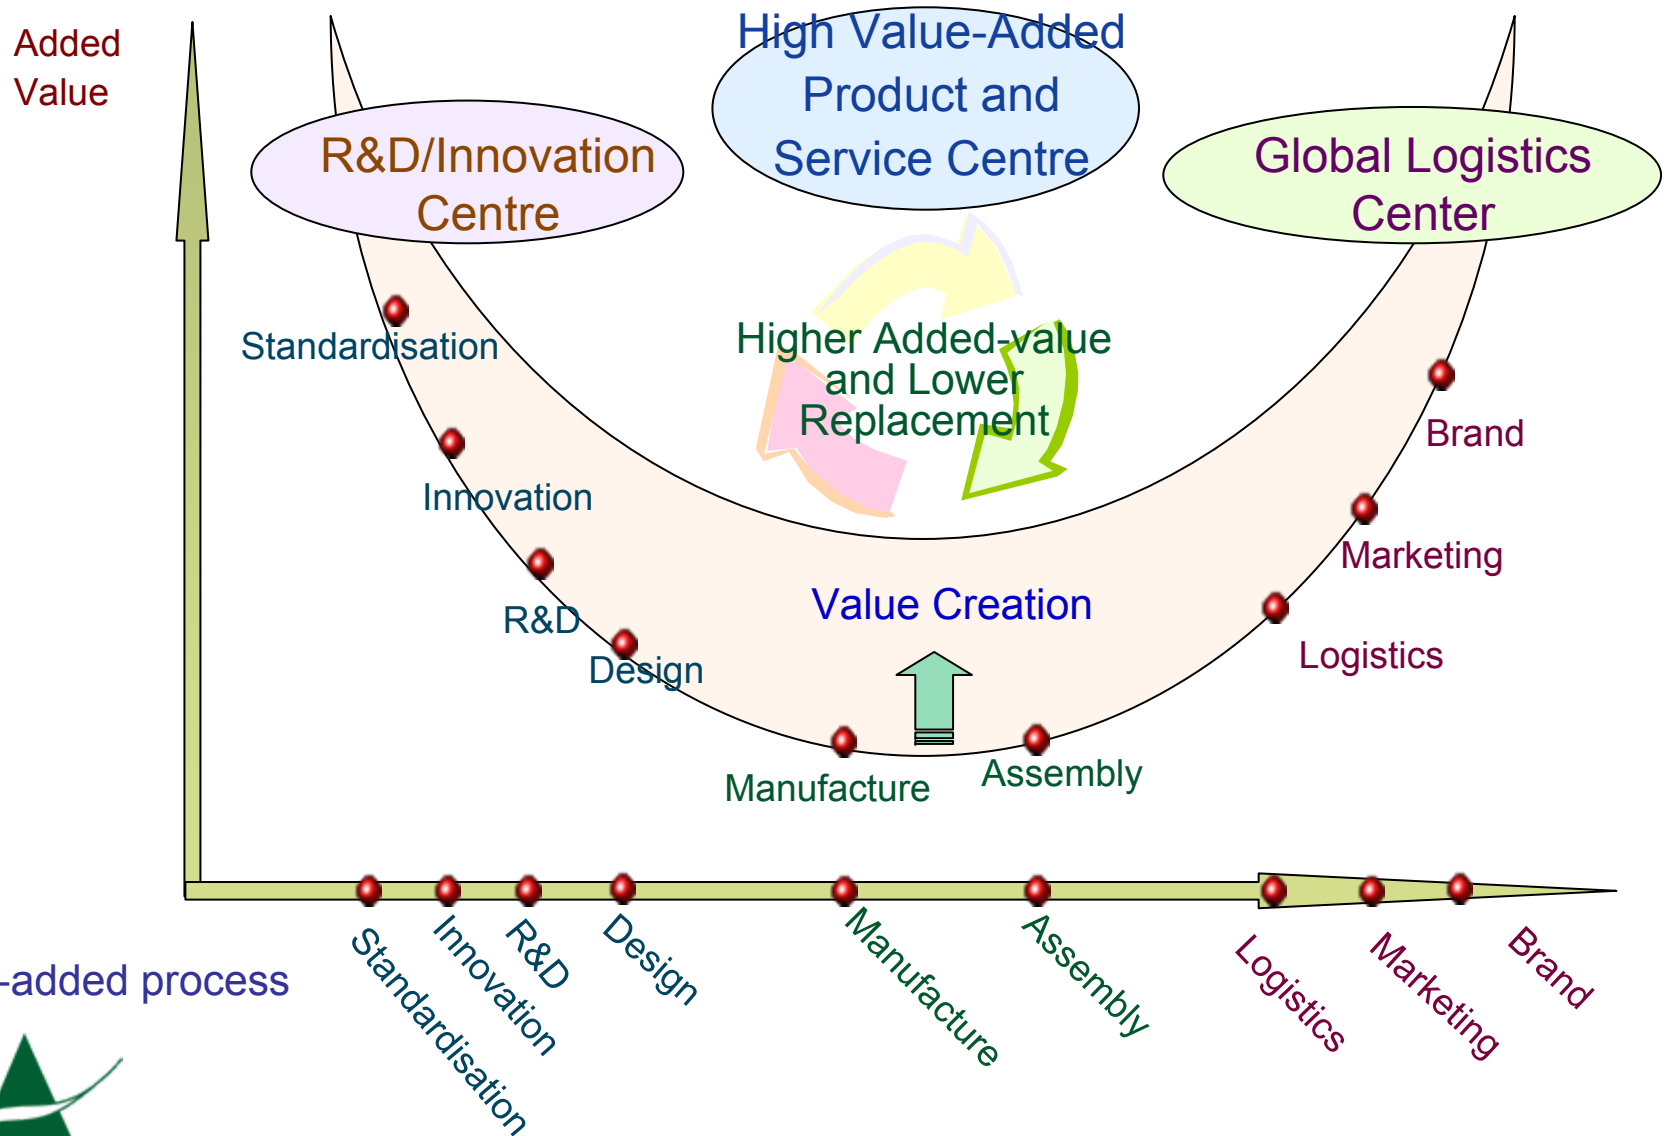 Added
Value
High Value-Added
Product and
Service Centre
R&D/Innovation
Centre
Global Logistics
Center
Higher Added-value
and Lower
Replacement
Standardisation
Innovation
R&D
Design
Value Creation
Manufacture
Assembly
Brand
Marketing
Logistics
Standardisation
Innovation
R&D
Design
Manufacture
Assembly
Logistics
Marketing
Brand
-added process